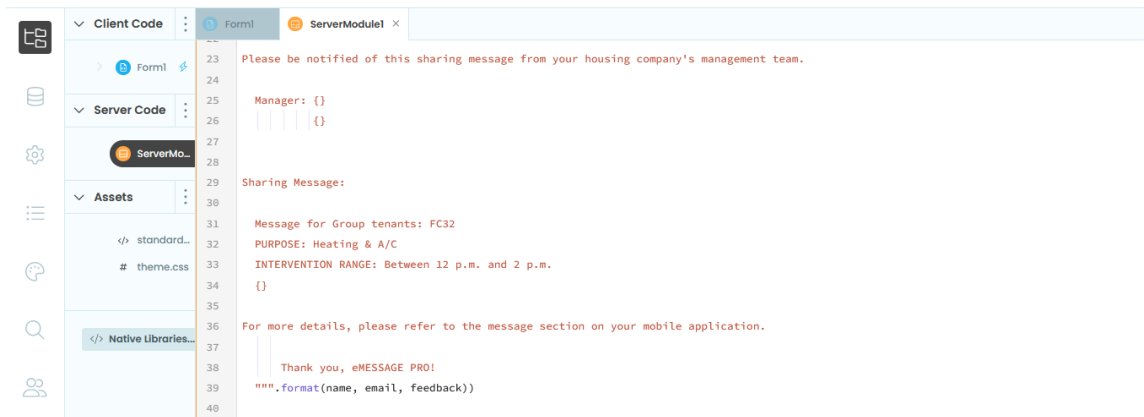 Client Code
Form1
Server Code
ServerMo...
Assets
</> standard...
# theme.css
</> Native Libraries...
Form1
ServerModule1 ×
23 Please be notified of this sharing message from your housing company's management team.
24
25 Manager: {}
26 {}
27
28
29 Sharing Message:
30
31 Message for Group tenants: FC32
32 PURPOSE: Heating & A/C
33 INTERVENTION RANGE: Between 12 p.m. and 2 p.m.
34 {}
35
36 For more details, please refer to the message section on your mobile application.
37
38 Thank you, eMESSAGE PRO!
39 """.format(name, email, feedback))
40